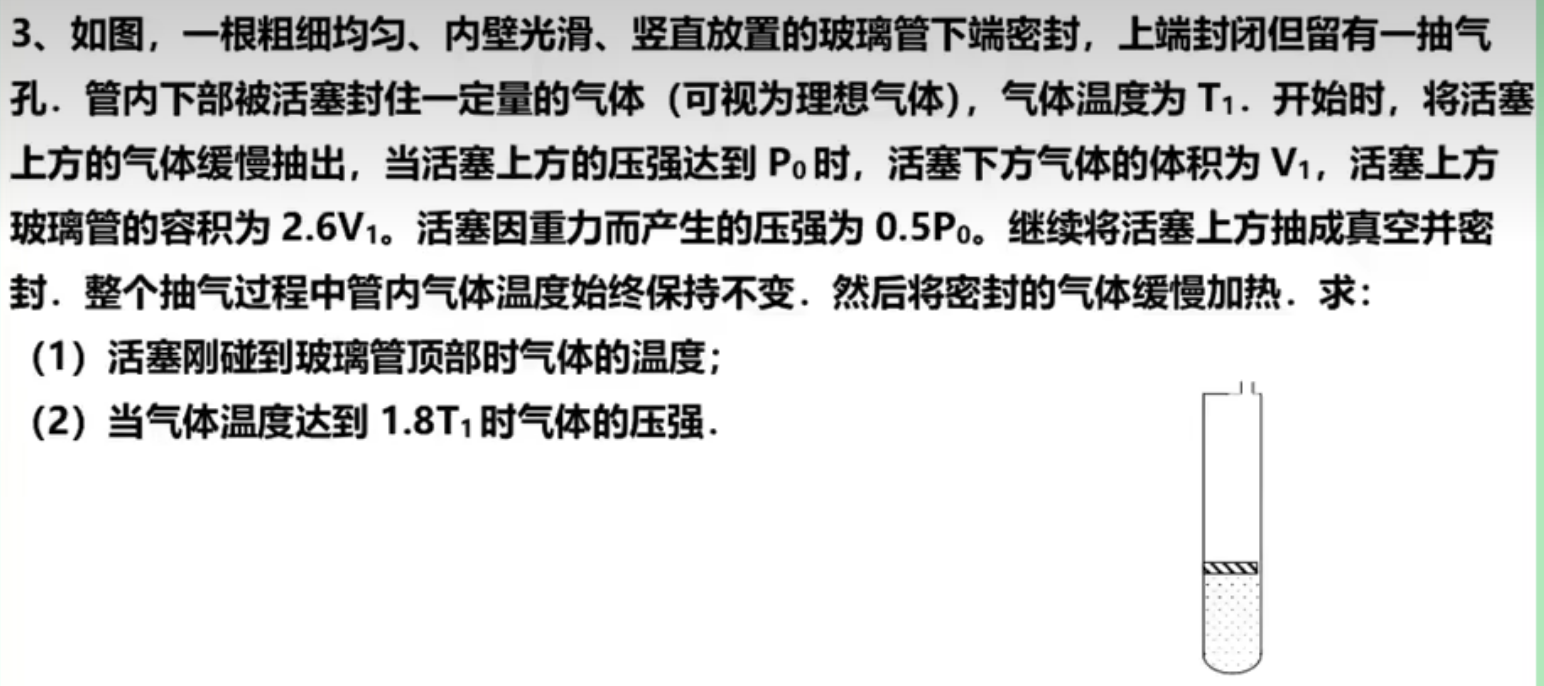 3、如图，一根粗细均匀、内壁光滑、竖直放置的玻璃管下端密封，上端封闭但留有一抽气
孔．管内下部被活塞封住一定量的气体（可视为理想气体），气体温度为 T₁．开始时，将活塞
上方的气体缓慢抽出，当活塞上方的压强达到 P₀时，活塞下方气体的体积为 V₁，活塞上方
玻璃管的容积为 2.6V₁。活塞因重力而产生的压强为 0.5P₀。继续将活塞上方抽成真空并密
封．整个抽气过程中管内气体温度始终保持不变．然后将密封的气体缓慢加热．求：
（1）活塞刚碰到玻璃管顶部时气体的温度；
（2）当气体温度达到 1.8T₁时气体的压强．